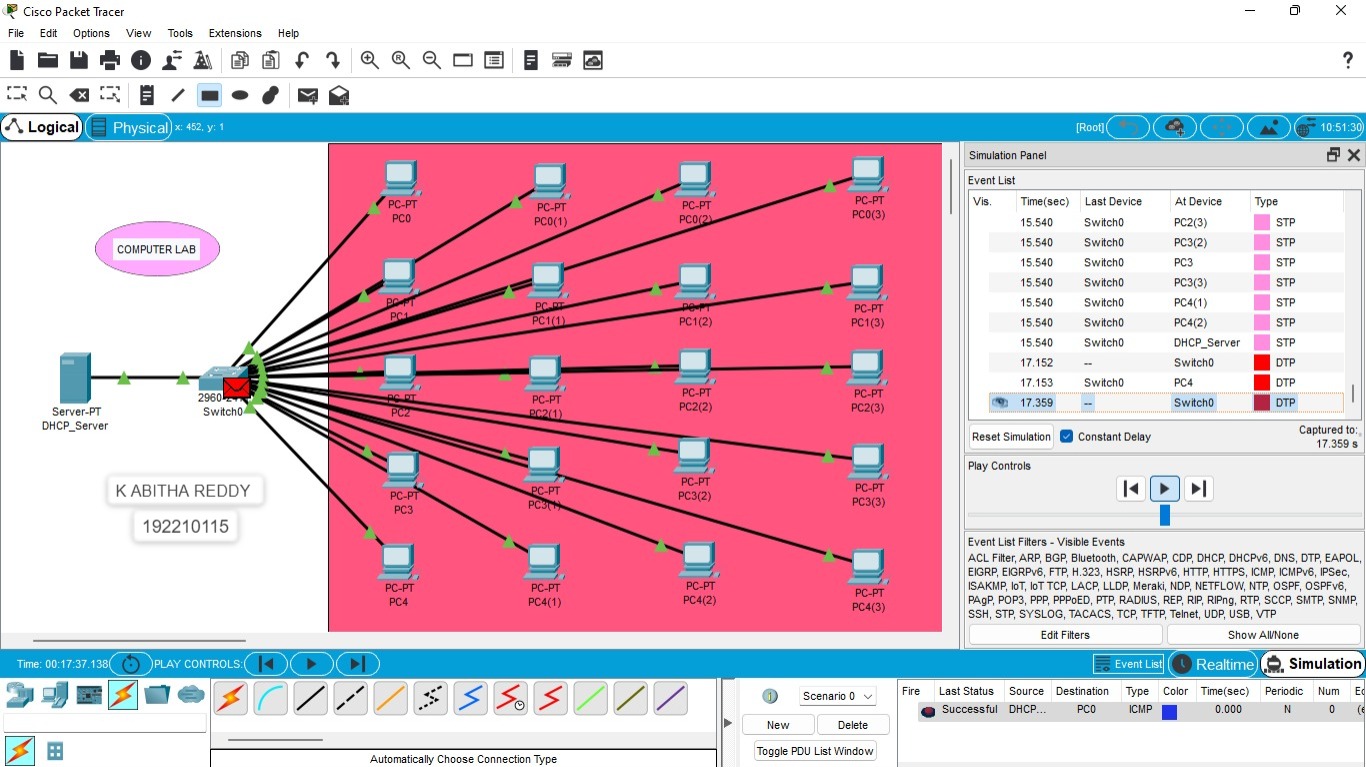 Cisco Packet Tracer
File Edit Options View Tools Extensions Help
Logical Physical x: 452, y: 1 [Root] 10:51:30
COMPUTER LAB
Server-PT
DHCP_Server
Switch0
K ABITHA REDDY
192210115
PC-PT PC-PT PC-PT PC-PT
PC0 PC0(1) PC0(2) PC0(3)
PC-PT PC-PT PC-PT PC-PT
PC1 PC1(1) PC1(2) PC1(3)
PC-PT PC-PT PC-PT PC-PT
PC2 PC2(1) PC2(2) PC2(3)
PC-PT PC-PT PC-PT PC-PT
PC3 PC3(1) PC3(2) PC3(3)
PC-PT PC-PT PC-PT PC-PT
PC4 PC4(1) PC4(2) PC4(3)
Simulation Panel
Event List
Vis. Time(sec) Last Device At Device Type
15.540 Switch0 PC2(3) STP
15.540 Switch0 PC3(2) STP
15.540 Switch0 PC3 STP
15.540 Switch0 PC3(3) STP
15.540 Switch0 PC4(1) STP
15.540 Switch0 PC4(2) STP
15.540 Switch0 DHCP_Server STP
17.152 -- Switch0 DTP
17.153 Switch0 PC4 DTP
17.359 -- Switch0 DTP
Reset Simulation Constant Delay Captured to:
17.359 s
Play Controls
Event List Filters - Visible Events
ACL Filter, ARP, BGP, Bluetooth, CAPWAP, CDP, DHCP, DHCPv6, DNS, DTP, EAPOL,
EIGRP, EIGRPv6, FTP, H.323, HSRP, HSRPv6, HTTP, HTTPS, ICMP, ICMPv6, IPSec,
ISAKMP, IoT, IoT TCP, LACP, LLDP, Meraki, NDP, NETFLOW, NTP, OSPF, OSPFv6,
PAgP, POP3, PPP, PPPoED, PTP, RADIUS, REP, RIP, RIPng, RTP, SCCP, SMTP, SNMP,
SSH, STP, SYSLOG, TACACS, TCP, TFTP, Telnet, UDP, USB, VTP
Edit Filters Show All/None
Time: 00:17:37.138 PLAY CONTROLS: Event List Realtime Simulation
Scenario 0
New Delete
Toggle PDU List Window
Fire Last Status Source Destination Type Color Time(sec) Periodic Num
Successful DHCP... PC0 ICMP 0.000 N 0
Automatically Choose Connection Type